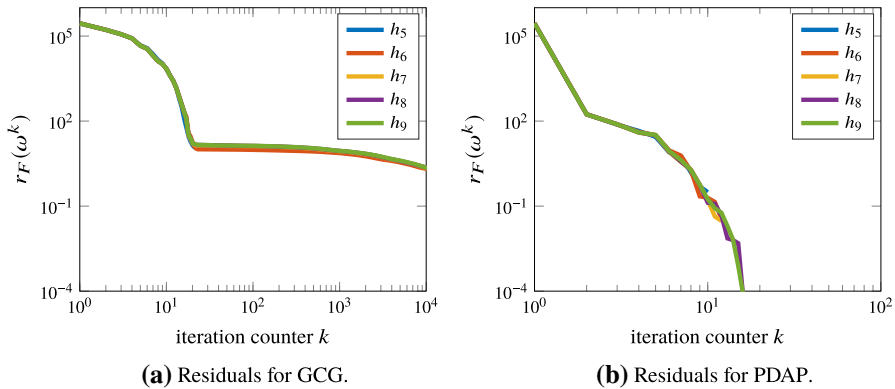 10^5
10^2
10^−1
10^−4
10^0 10^1 10^2 10^3 10^4
r_F(ω^k)
iteration counter k
h_5
h_6
h_7
h_8
h_9
(a) Residuals for GCG.
10^5
10^2
10^−1
10^−4
10^0 10^1 10^2
r_F(ω^k)
iteration counter k
h_5
h_6
h_7
h_8
h_9
(b) Residuals for PDAP.